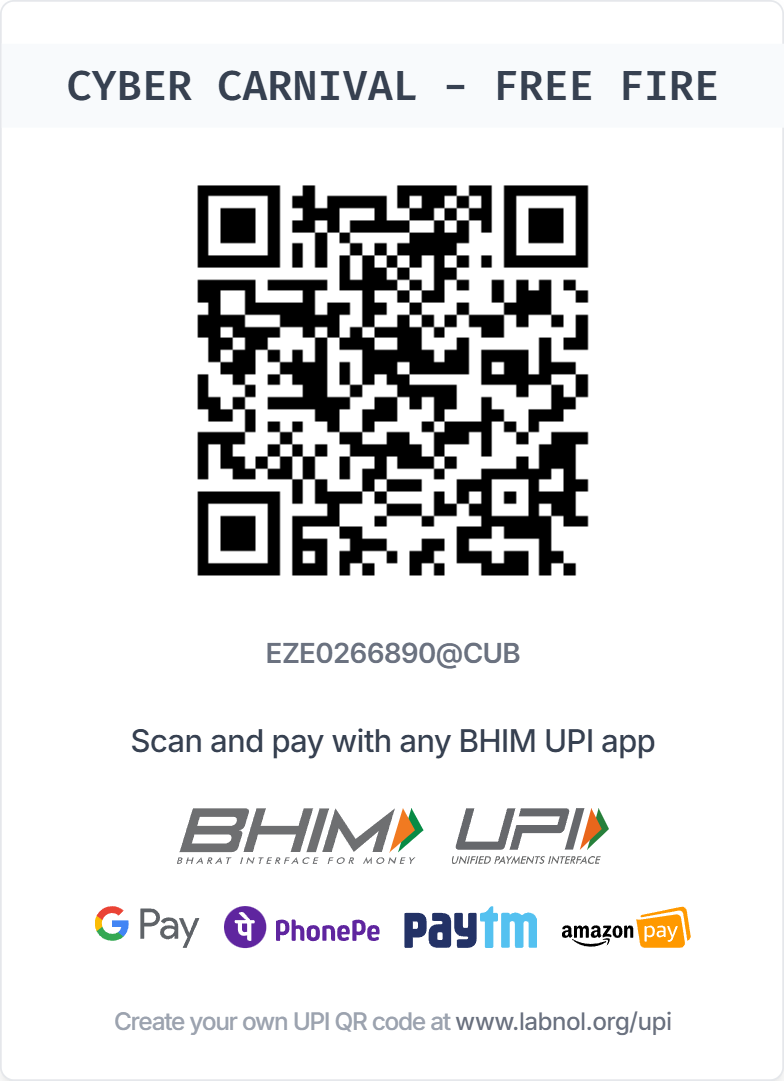 CYBER CARNIVAL – FREE FIRE
EZE0266890@CUB
Scan and pay with any BHIM UPI app
BHIM UPI
BHARAT INTERFACE FOR MONEY UNIFIED PAYMENTS INTERFACE
G Pay पे PhonePe paytm amazon pay
Create your own UPI QR code at www.labnol.org/upi